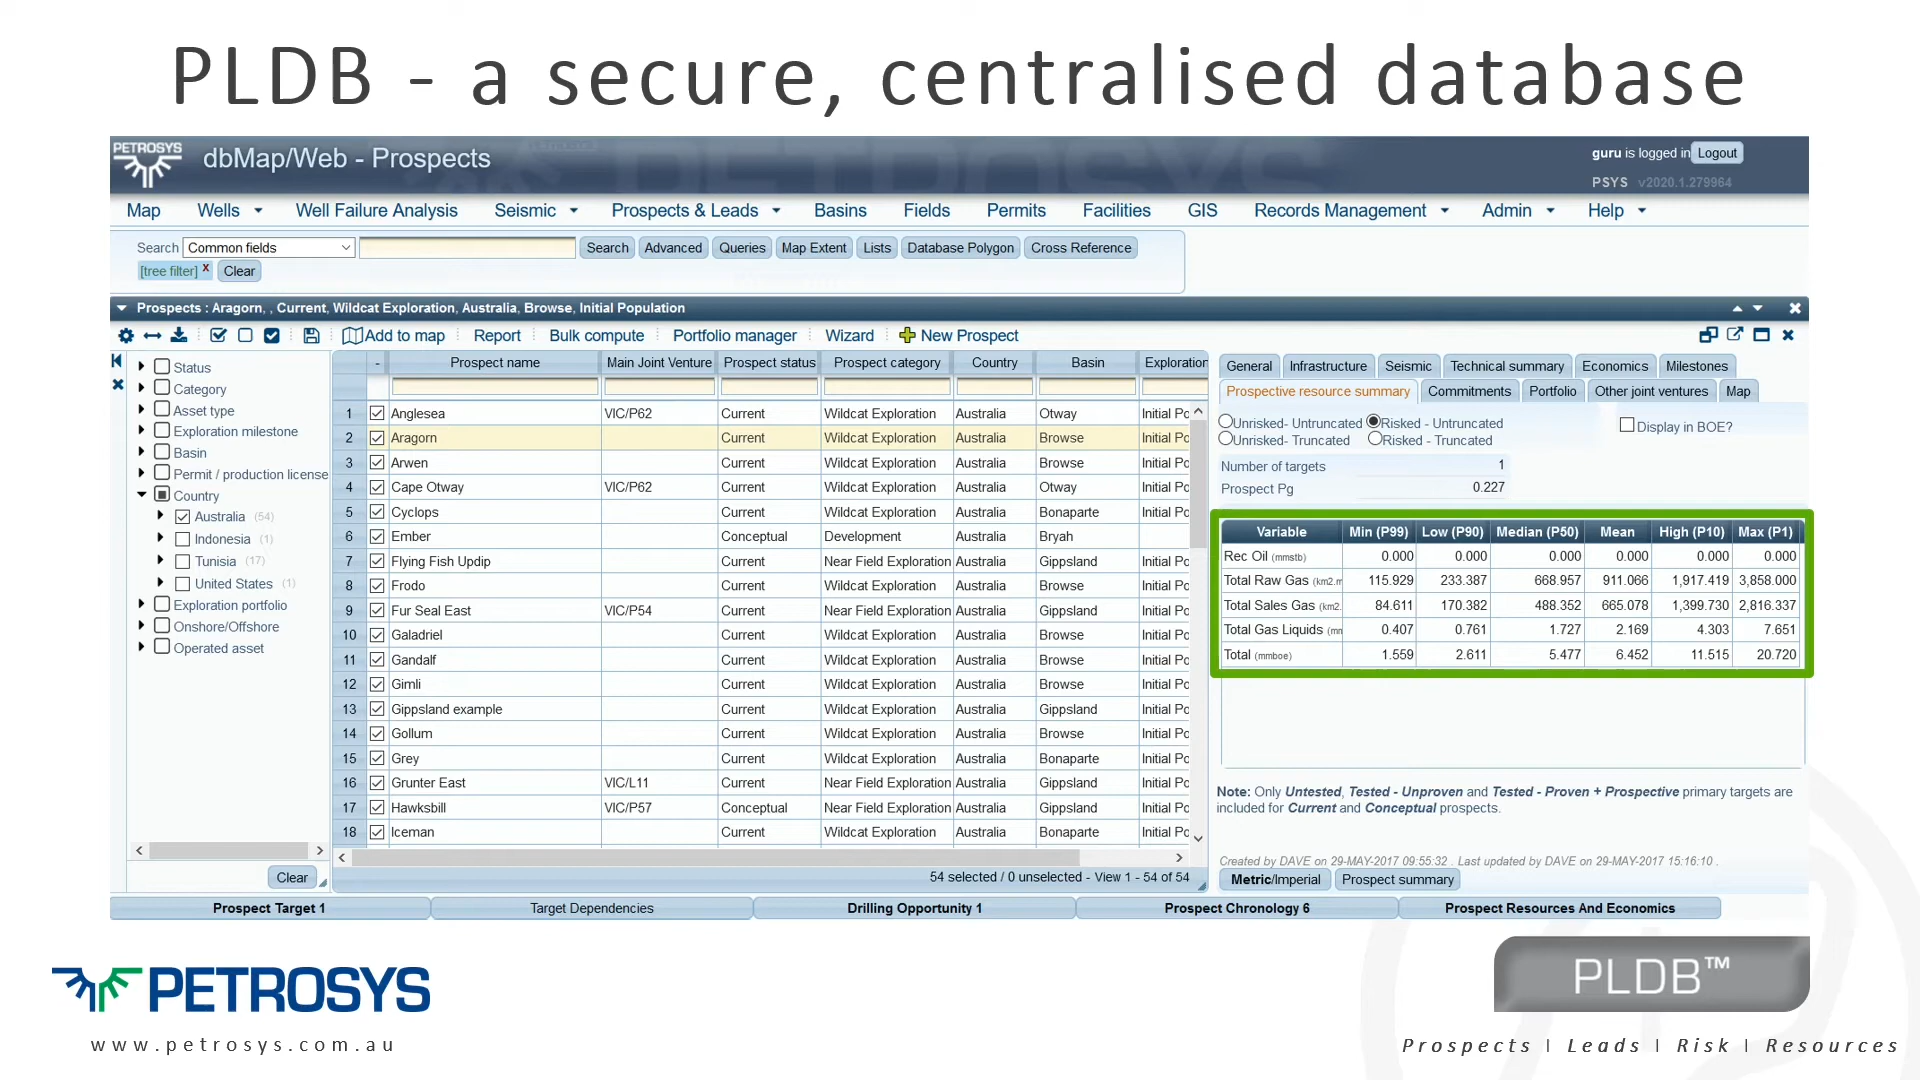 PLDB - a secure, centralised database
PETROSYS
dbMap/Web - Prospects
guru is logged in Logout
PSYS v2020.1.279964
Map Wells Well Failure Analysis Seismic Prospects & Leads Basins Fields Permits Facilities GIS Records Management Admin Help
Search Common fields Search Advanced Queries Map Extent Lists Database Polygon Cross Reference
[tree filter] x Clear
Prospects : Aragorn, , Current, Wildcat Exploration, Australia, Browse, Initial Population
Add to map Report Bulk compute Portfolio manager Wizard New Prospect
Status
Category
Asset type
Exploration milestone
Basin
Permit / production license
Country
Australia (54)
Indonesia (1)
Tunisia (17)
United States (1)
Exploration portfolio
Onshore/Offshore
Operated asset
Clear
- Prospect name Main Joint Venture Prospect status Prospect category Country Basin Exploration
1 Anglesea VIC/P62 Current Wildcat Exploration Australia Otway Initial Po
2 Aragorn Current Wildcat Exploration Australia Browse Initial Po
3 Arwen Current Wildcat Exploration Australia Browse Initial Po
4 Cape Otway VIC/P62 Current Wildcat Exploration Australia Otway Initial Po
5 Cyclops Current Wildcat Exploration Australia Bonaparte Initial Po
6 Ember Conceptual Development Australia Bryah
7 Flying Fish Updip Current Near Field Exploration Australia Gippsland Initial Po
8 Frodo Current Wildcat Exploration Australia Browse Initial Po
9 Fur Seal East VIC/P54 Current Near Field Exploration Australia Gippsland Initial Po
10 Galadriel Current Wildcat Exploration Australia Browse Initial Po
11 Gandalf Current Wildcat Exploration Australia Browse Initial Po
12 Gimli Current Wildcat Exploration Australia Browse Initial Po
13 Gippsland example Current Wildcat Exploration Australia Gippsland Initial Po
14 Gollum Current Wildcat Exploration Australia Browse Initial Po
15 Grey Current Wildcat Exploration Australia Bonaparte Initial Po
16 Grunter East VIC/L11 Current Near Field Exploration Australia Gippsland Initial Po
17 Hawksbill VIC/P57 Conceptual Near Field Exploration Australia Gippsland Initial Po
18 Iceman Current Wildcat Exploration Australia Bonaparte Initial Po
54 selected / 0 unselected - View 1 - 54 of 54
General Infrastructure Seismic Technical summary Economics Milestones
Prospective resource summary Commitments Portfolio Other joint ventures Map
Unrisked- Untruncated Risked - Untruncated Display in BOE?
Unrisked- Truncated Risked - Truncated
Number of targets 1
Prospect Pg 0.227
Variable Min (P99) Low (P90) Median (P50) Mean High (P10) Max (P1)
Rec Oil (mmstb) 0.000 0.000 0.000 0.000 0.000 0.000
Total Raw Gas (km2.m 115.929 233.387 668.957 911.066 1,917.419 3,858.000
Total Sales Gas (km2. 84.611 170.382 488.352 665.078 1,399.730 2,816.337
Total Gas Liquids (mn 0.407 0.761 1.727 2.169 4.303 7.651
Total (mmboe) 1.559 2.611 5.477 6.452 11.515 20.720
Note: Only Untested, Tested - Unproven and Tested - Proven + Prospective primary targets are
included for Current and Conceptual prospects.
Created by DAVE on 29-MAY-2017 09:55:32 . Last updated by DAVE on 29-MAY-2017 15:16:10 .
Metric/Imperial Prospect summary
Prospect Target 1 Target Dependencies Drilling Opportunity 1 Prospect Chronology 6 Prospect Resources And Economics
PETROSYS
www.petrosys.com.au
PLDB™
Prospects | Leads | Risk | Resources